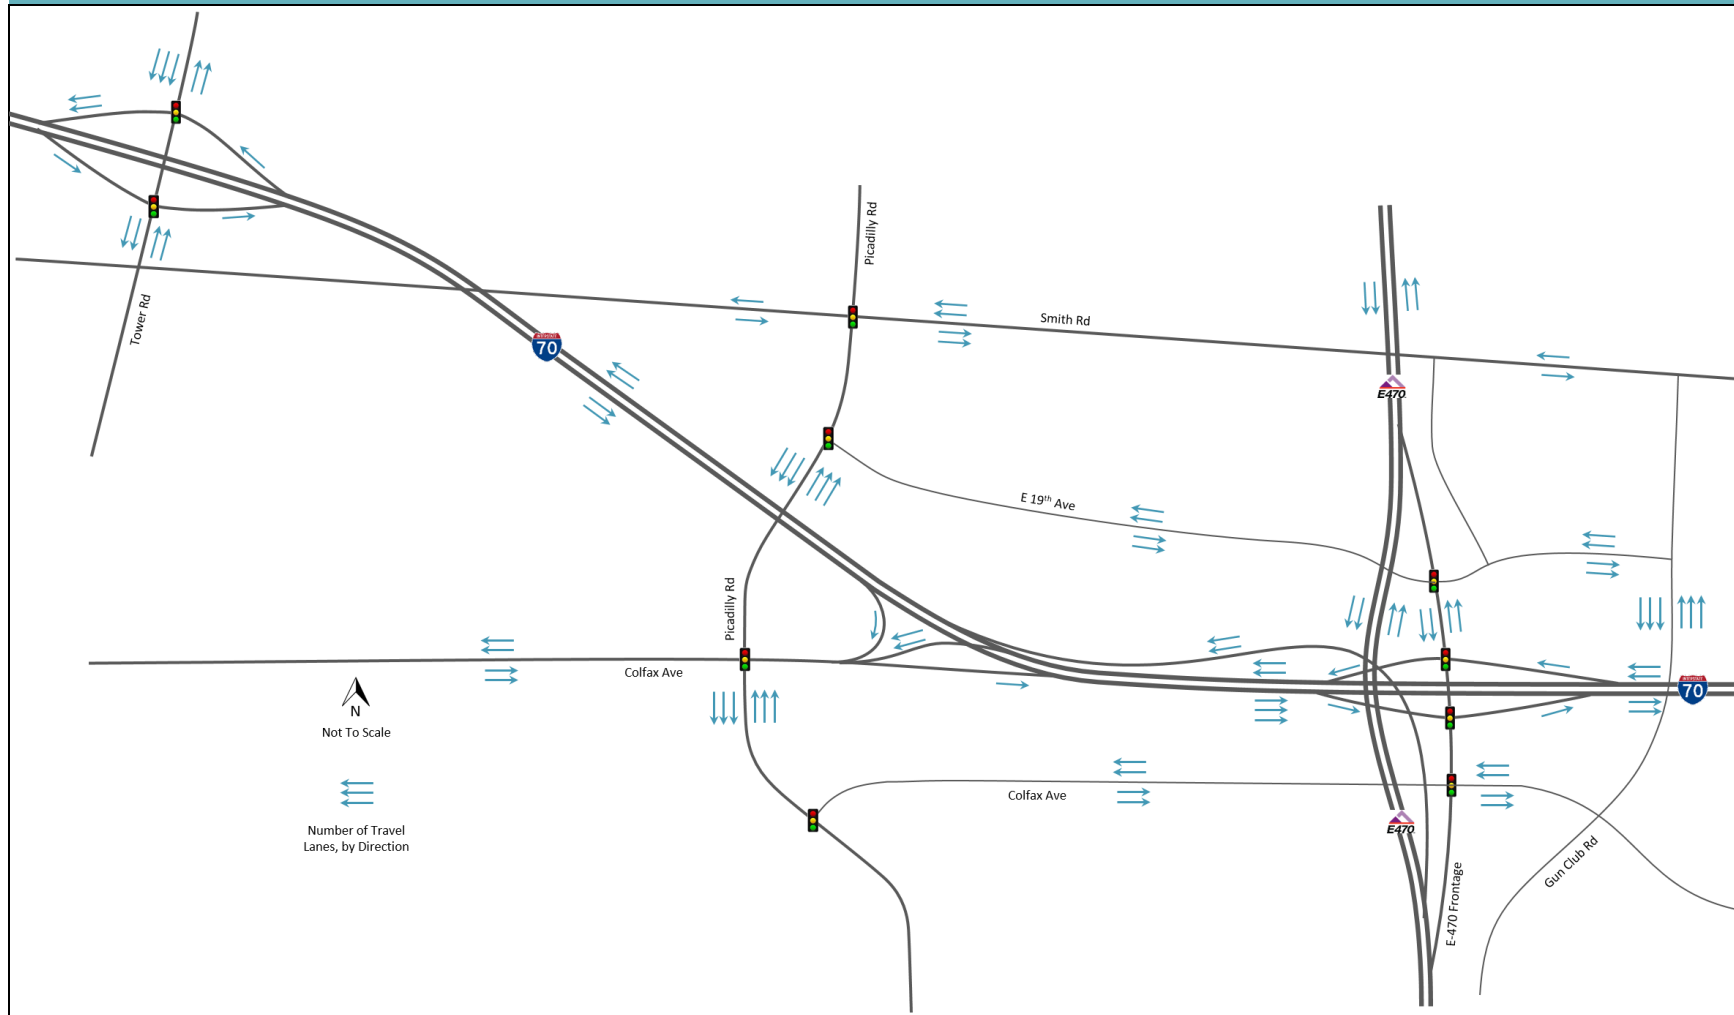 Picadilly Rd
Tower Rd
Smith Rd
70
E470
E 19th Ave
Picadilly Rd
Colfax Ave
70
N
Not To Scale
Colfax Ave
E470
Number of Travel
Lanes, by Direction
Gun Club Rd
E-470 Frontage